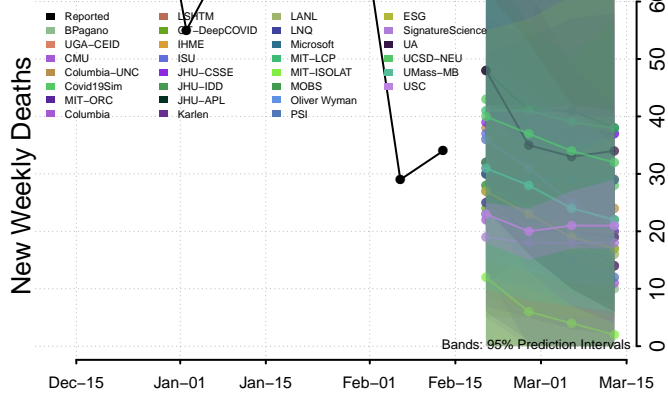 60
Reported LSHTM LANL ESG
BPagano GT−DeepCOVID LNQ SignatureScience
UGA−CEID IHME Microsoft UA
CMU ISU MIT−LCP UCSD−NEU
Columbia−UNC JHU−CSSE MIT−ISOLAT UMass−MB
Covid19Sim JHU−IDD MOBS USC
MIT−ORC JHU−APL Oliver Wyman
Columbia Karlen PSI
New Weekly Deaths
50
40
30
20
10
0
Bands: 95% Prediction Intervals
Dec−15 Jan−01 Jan−15 Feb−01 Feb−15 Mar−01 Mar−15